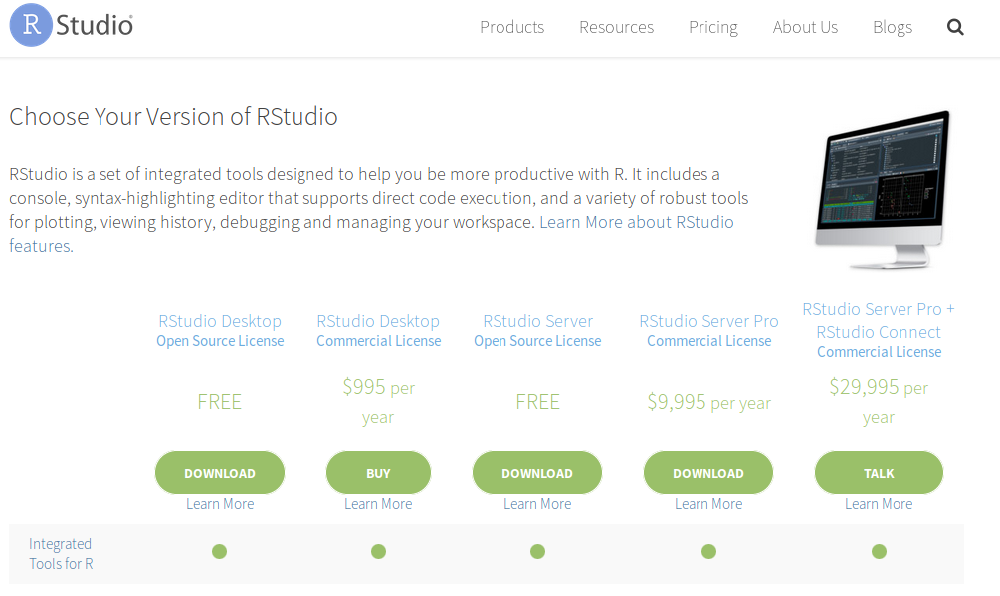 R Studio®
Products Resources Pricing About Us Blogs
Choose Your Version of RStudio
RStudio is a set of integrated tools designed to help you be more productive with R. It includes a
console, syntax-highlighting editor that supports direct code execution, and a variety of robust tools
for plotting, viewing history, debugging and managing your workspace. Learn More about RStudio
features.
RStudio Desktop
Open Source License
RStudio Desktop
Commercial License
RStudio Server
Open Source License
RStudio Server Pro
Commercial License
RStudio Server Pro +
RStudio Connect
Commercial License
FREE
$995 per
year
FREE
$9,995 per year
$29,995 per
year
DOWNLOAD
BUY
DOWNLOAD
DOWNLOAD
TALK
Learn More
Learn More
Learn More
Learn More
Learn More
Integrated
Tools for R